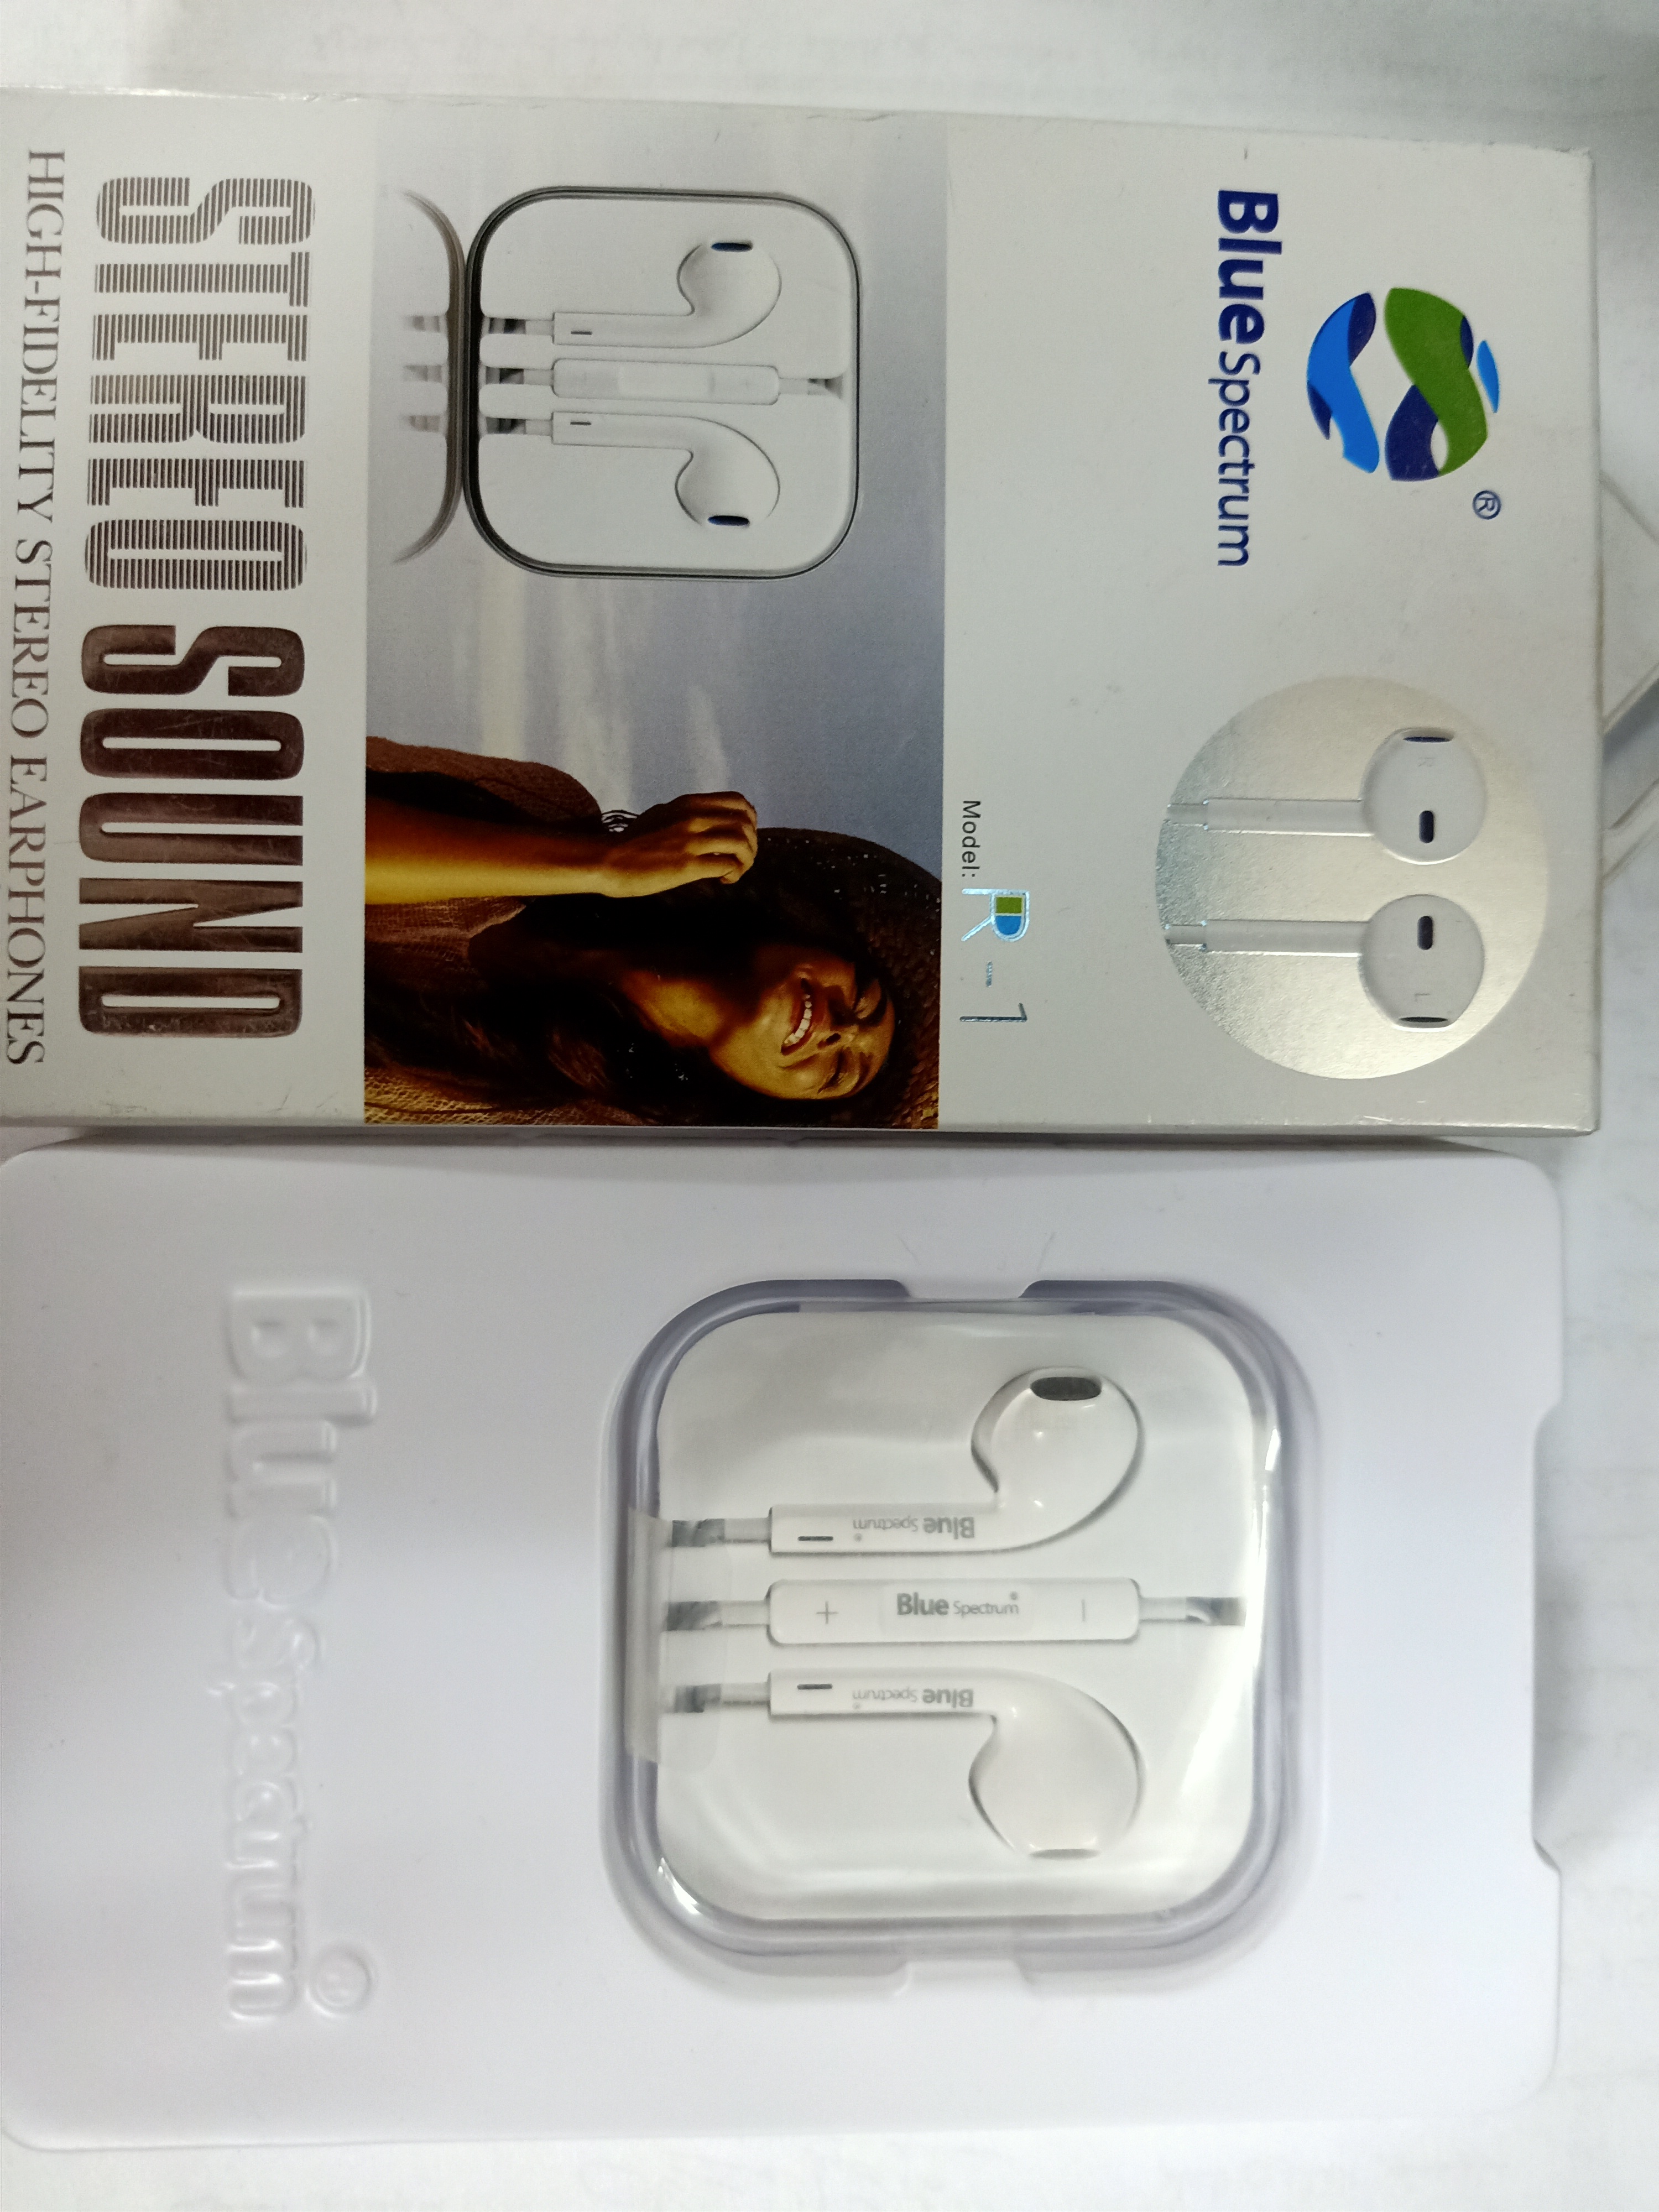 ®
Blue Spectrum
R L
Model: R-1
STEREO SOUND
HIGH-FIDELITY STEREO EARPHONES
Blue Spectrum®
Blue Spectrum®
Blue Spectrum®
Blue Spectrum®